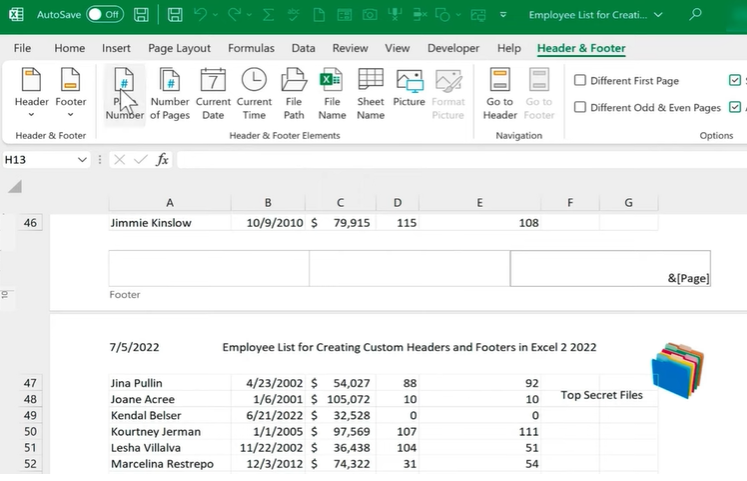 AutoSave Off Employee List for Creati...
File Home Insert Page Layout Formulas Data Review View Developer Help Header & Footer
Header Footer Number Number of Pages Current Date Current Time File Path File Name Sheet Name Picture Format Picture Go to Header Go to Footer
Different First Page
Different Odd & Even Pages
Header & Footer Header & Footer Elements Navigation Options
H13 fx
A B C D E F G
46 Jimmie Kinslow 10/9/2010 $ 79,915 115 108
&[Page]
Footer
10
7/5/2022 Employee List for Creating Custom Headers and Footers in Excel 2 2022
47 Jina Pullin 4/23/2002 $ 54,027 88 92
48 Joane Acree 1/6/2001 $ 105,072 10 10 Top Secret Files
49 Kendal Belser 6/21/2022 $ 32,528 0 0
50 Kourtney Jerman 1/1/2005 $ 97,569 107 111
51 Lesha Villalva 11/22/2002 $ 36,438 104 51
52 Marcelina Restrepo 12/3/2012 $ 74,322 31 54